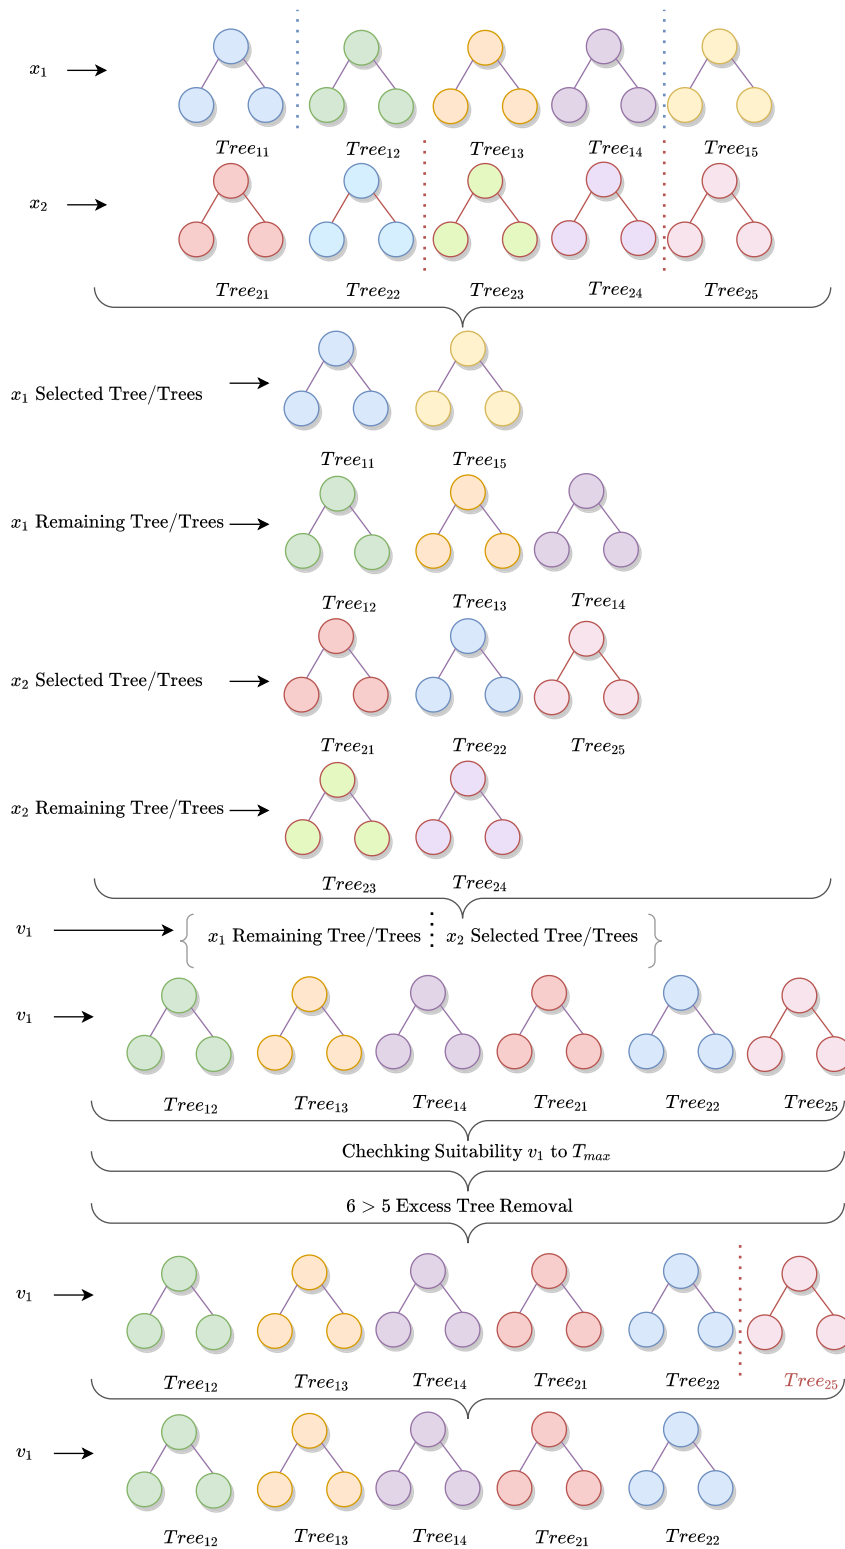 x₁
Tree₁₁ Tree₁₂ Tree₁₃ Tree₁₄ Tree₁₅
x₂
Tree₂₁ Tree₂₂ Tree₂₃ Tree₂₄ Tree₂₅
x₁ Selected Tree/Trees
Tree₁₁ Tree₁₅
x₁ Remaining Tree/Trees
Tree₁₂ Tree₁₃ Tree₁₄
x₂ Selected Tree/Trees
Tree₂₁ Tree₂₂ Tree₂₅
x₂ Remaining Tree/Trees
Tree₂₃ Tree₂₄
v₁ { x₁ Remaining Tree/Trees ⋮ x₂ Selected Tree/Trees }
v₁
Tree₁₂ Tree₁₃ Tree₁₄ Tree₂₁ Tree₂₂ Tree₂₅
Chechking Suitability v₁ to Tₘₐₓ
6 > 5 Excess Tree Removal
v₁
Tree₁₂ Tree₁₃ Tree₁₄ Tree₂₁ Tree₂₂ Tree₂₅
v₁
Tree₁₂ Tree₁₃ Tree₁₄ Tree₂₁ Tree₂₂